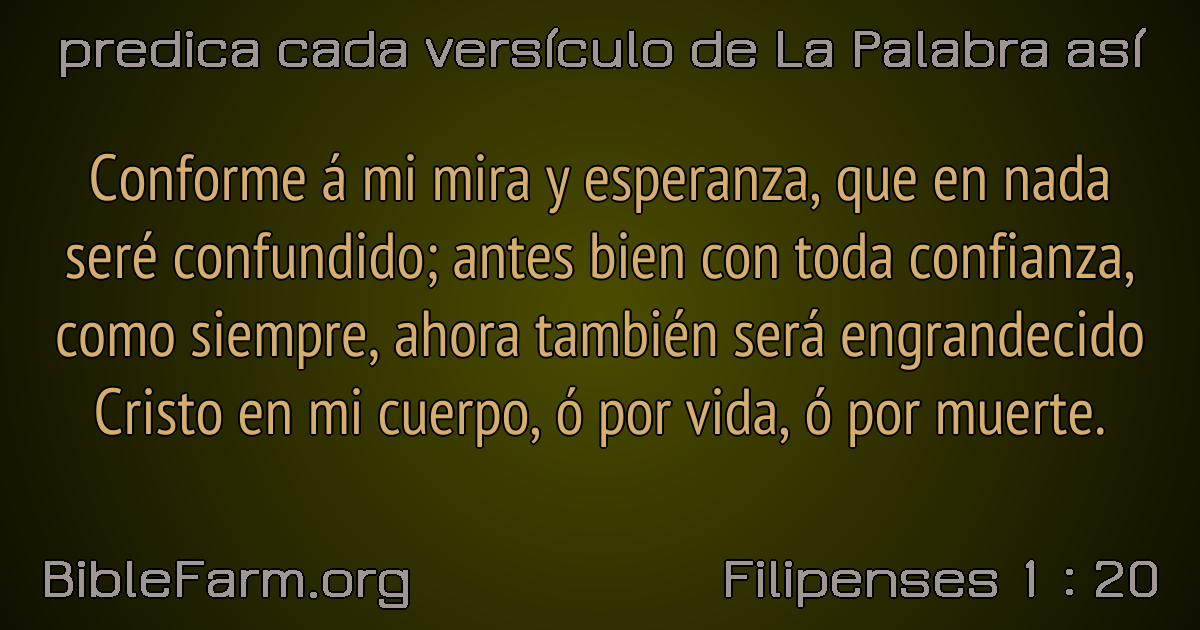 predica cada versículo de La Palabra así
Conforme á mi mira y esperanza, que en nada
seré confundido; antes bien con toda confianza,
como siempre, ahora también será engrandecido
Cristo en mi cuerpo, ó por vida, ó por muerte.
BibleFarm.org
Filipenses 1 : 20